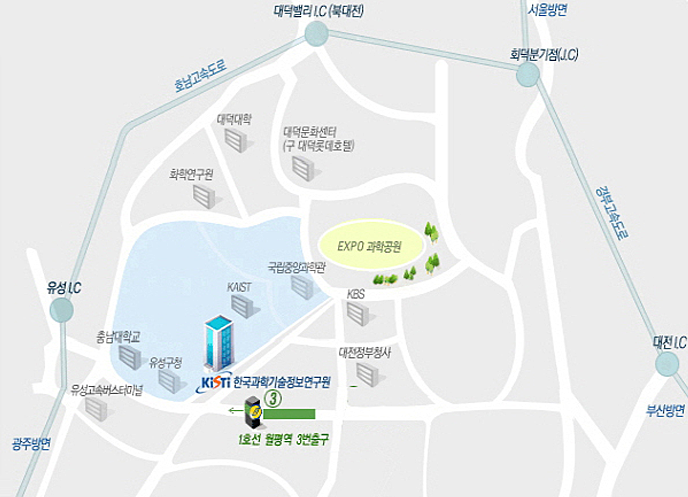 대덕밸리 I.C (북대전)
서울방면
회덕분기점(J.C)
호남고속도로
대덕대학
대덕문화센터
(구 대덕롯데호텔)
화학연구원
경부고속도로
EXPO 과학공원
국립중앙과학관
유성 I.C
KAIST
KBS
충남대학교
유성구청
대전정부청사
대전 I.C
KiSTi 한국과학기술정보연구원
유성고속버스터미널
3
부산방면
광주방면
1호선 월평역 3번출구